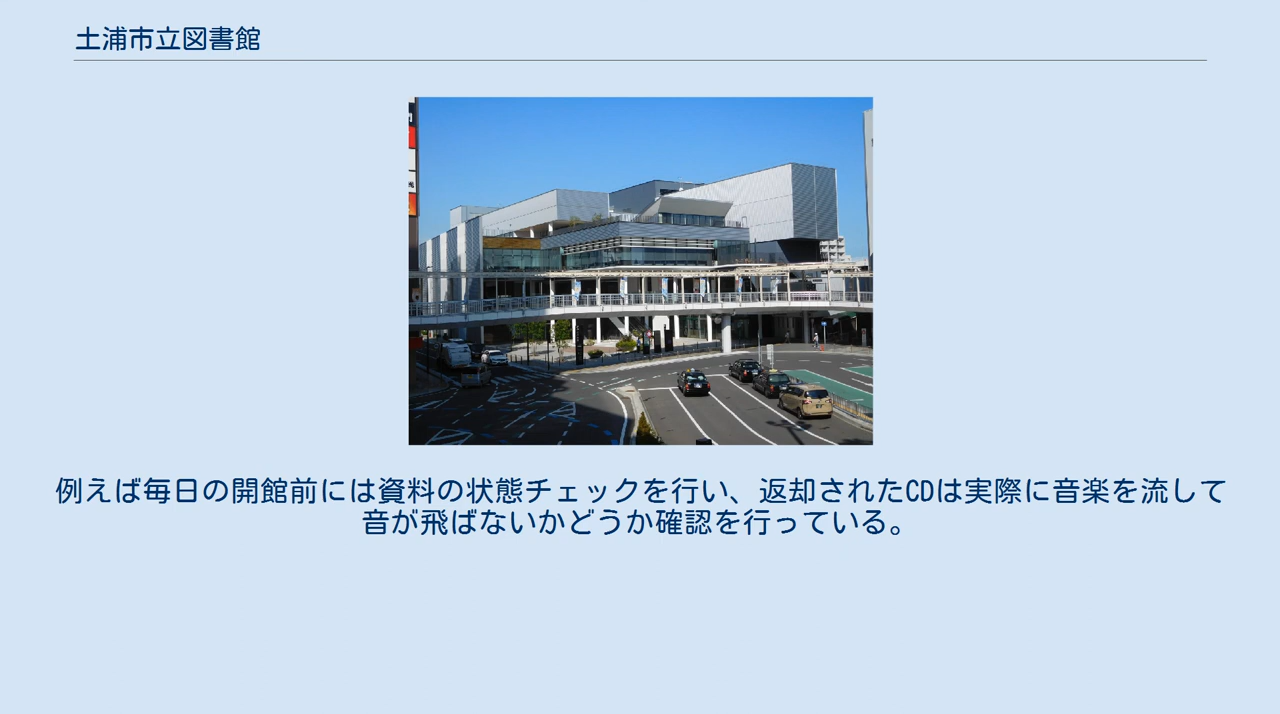 土浦市立図書館
例えば毎日の開館前には資料の状態チェックを行い、返却されたCDは実際に音楽を流して
音が飛ばないかどうか確認を行っている。